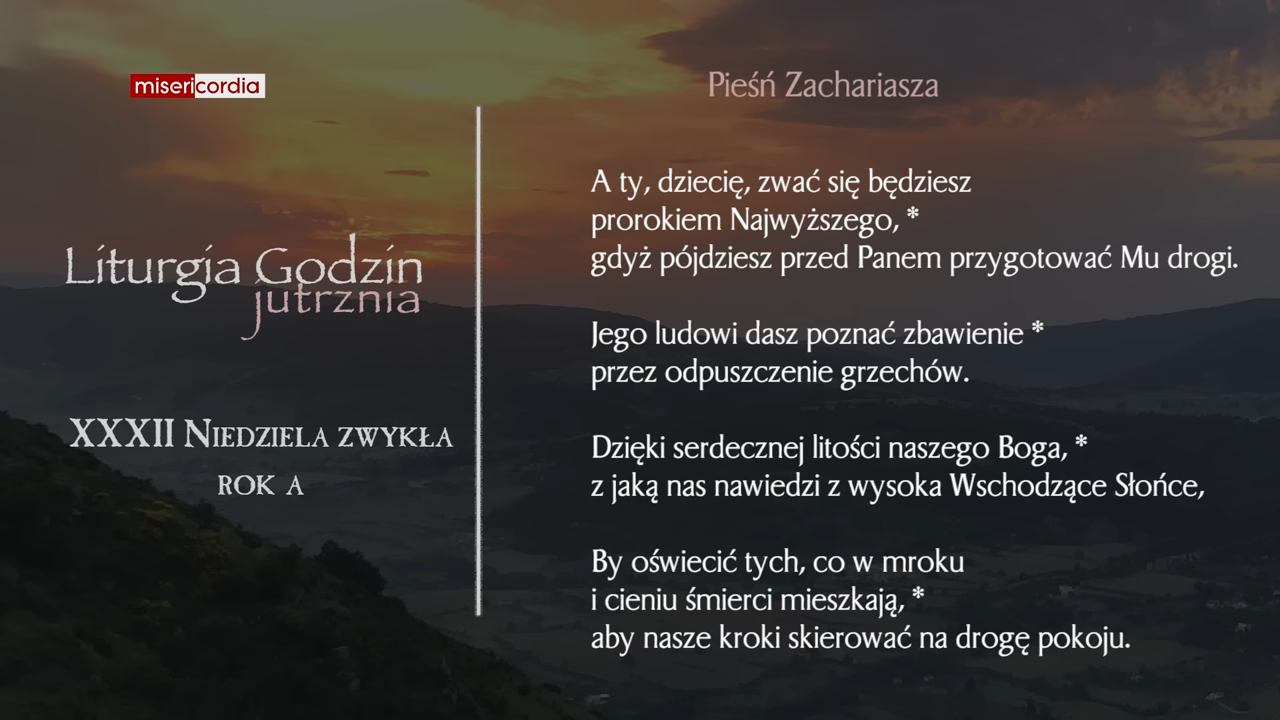 misericordia
Liturgia Godzin
jutrznia
XXXII Niedziela zwykła
rok A
Pieśń Zachariasza
A ty, dziecię, zwać się będziesz
prorokiem Najwyższego, *
gdyż pójdziesz przed Panem przygotować Mu drogi.
Jego ludowi dasz poznać zbawienie *
przez odpuszczenie grzechów.
Dzięki serdecznej litości naszego Boga, *
z jaką nas nawiedzi z wysoka Wschodzące Słońce,
By oświecić tych, co w mroku
i cieniu śmierci mieszkają, *
aby nasze kroki skierować na drogę pokoju.